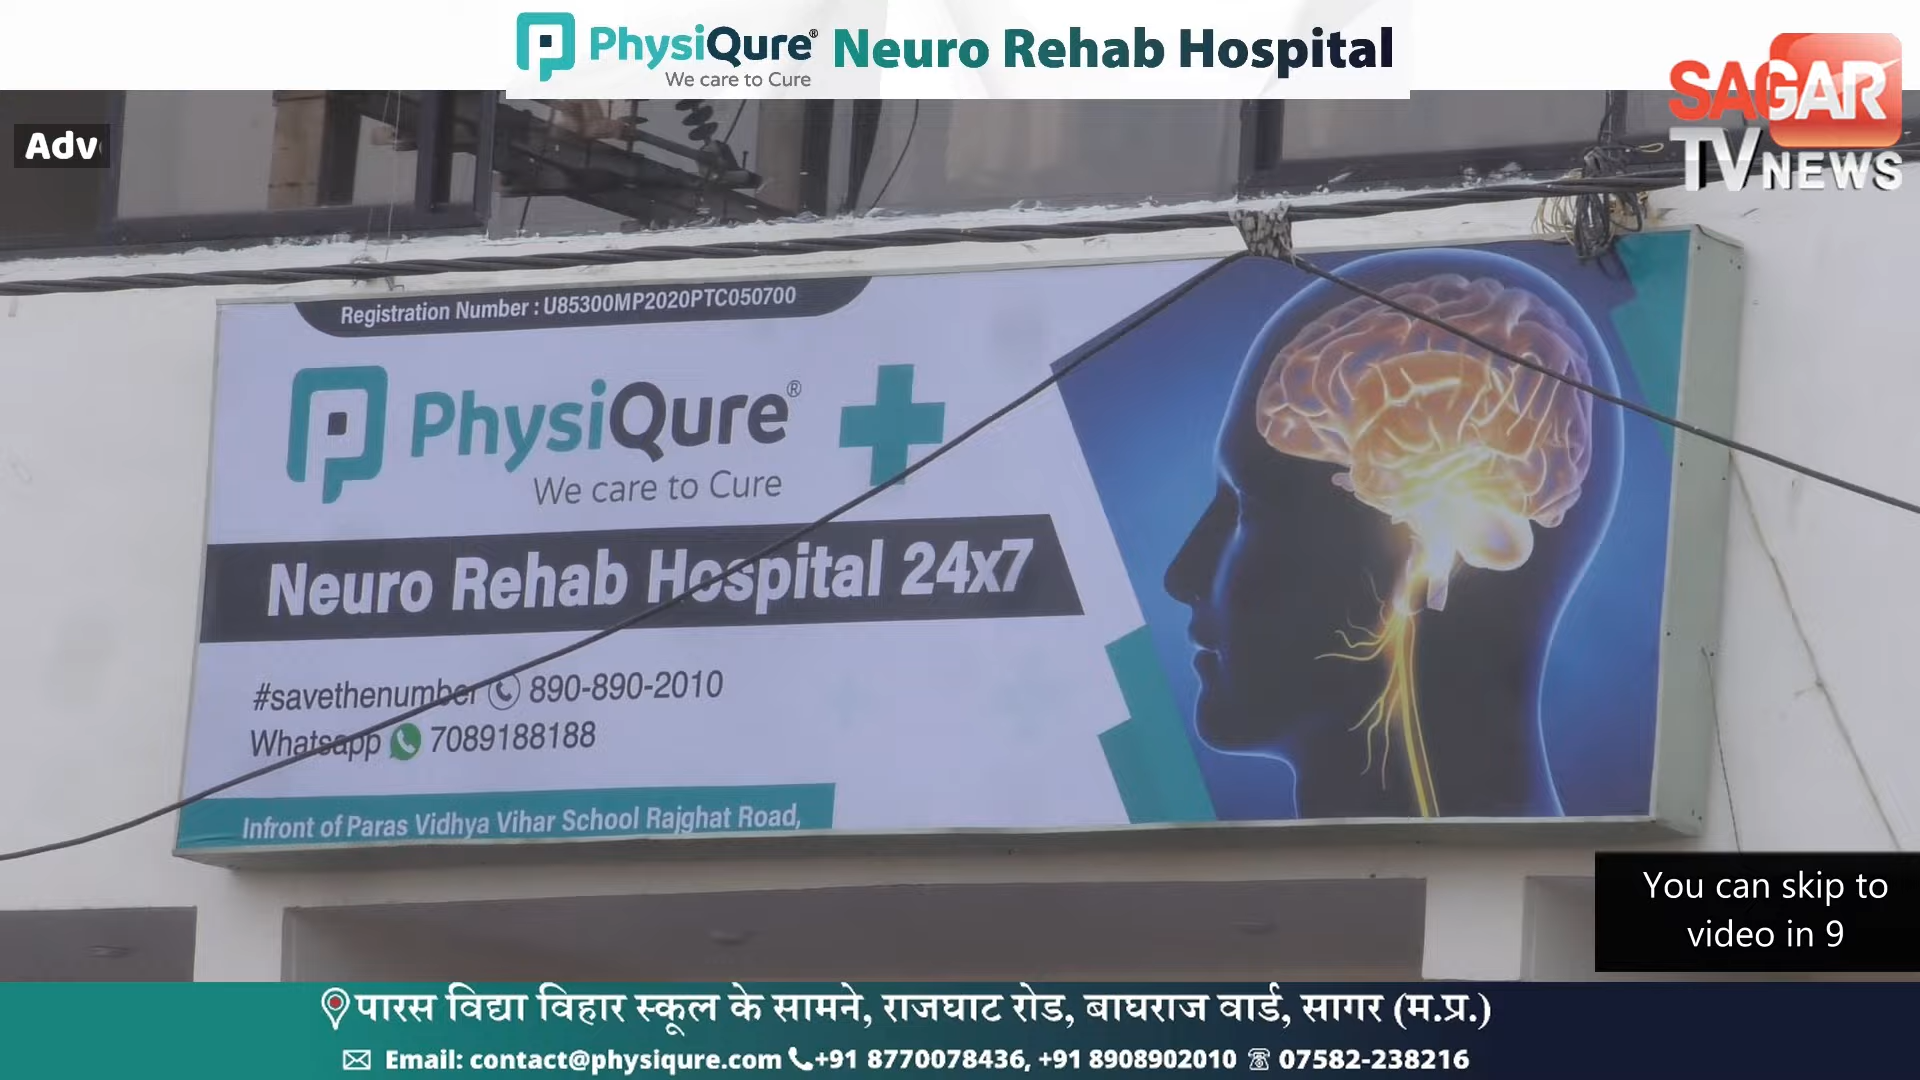 PhysiQure® Neuro Rehab Hospital
We care to Cure
SAGAR
TV NEWS
Adv
Registration Number : U85300MP2020PTC050700
PhysiQure®
We care to Cure
Neuro Rehab Hospital 24x7
#savethenumber 890-890-2010
Whatsapp 7089188188
Infront of Paras Vidhya Vihar School Rajghat Road,
You can skip to
video in 9
पारस विद्या विहार स्कूल के सामने, राजघाट रोड, बाघराज वार्ड, सागर (म.प्र.)
Email: contact@physiqure.com +91 8770078436, +91 8908902010 07582-238216